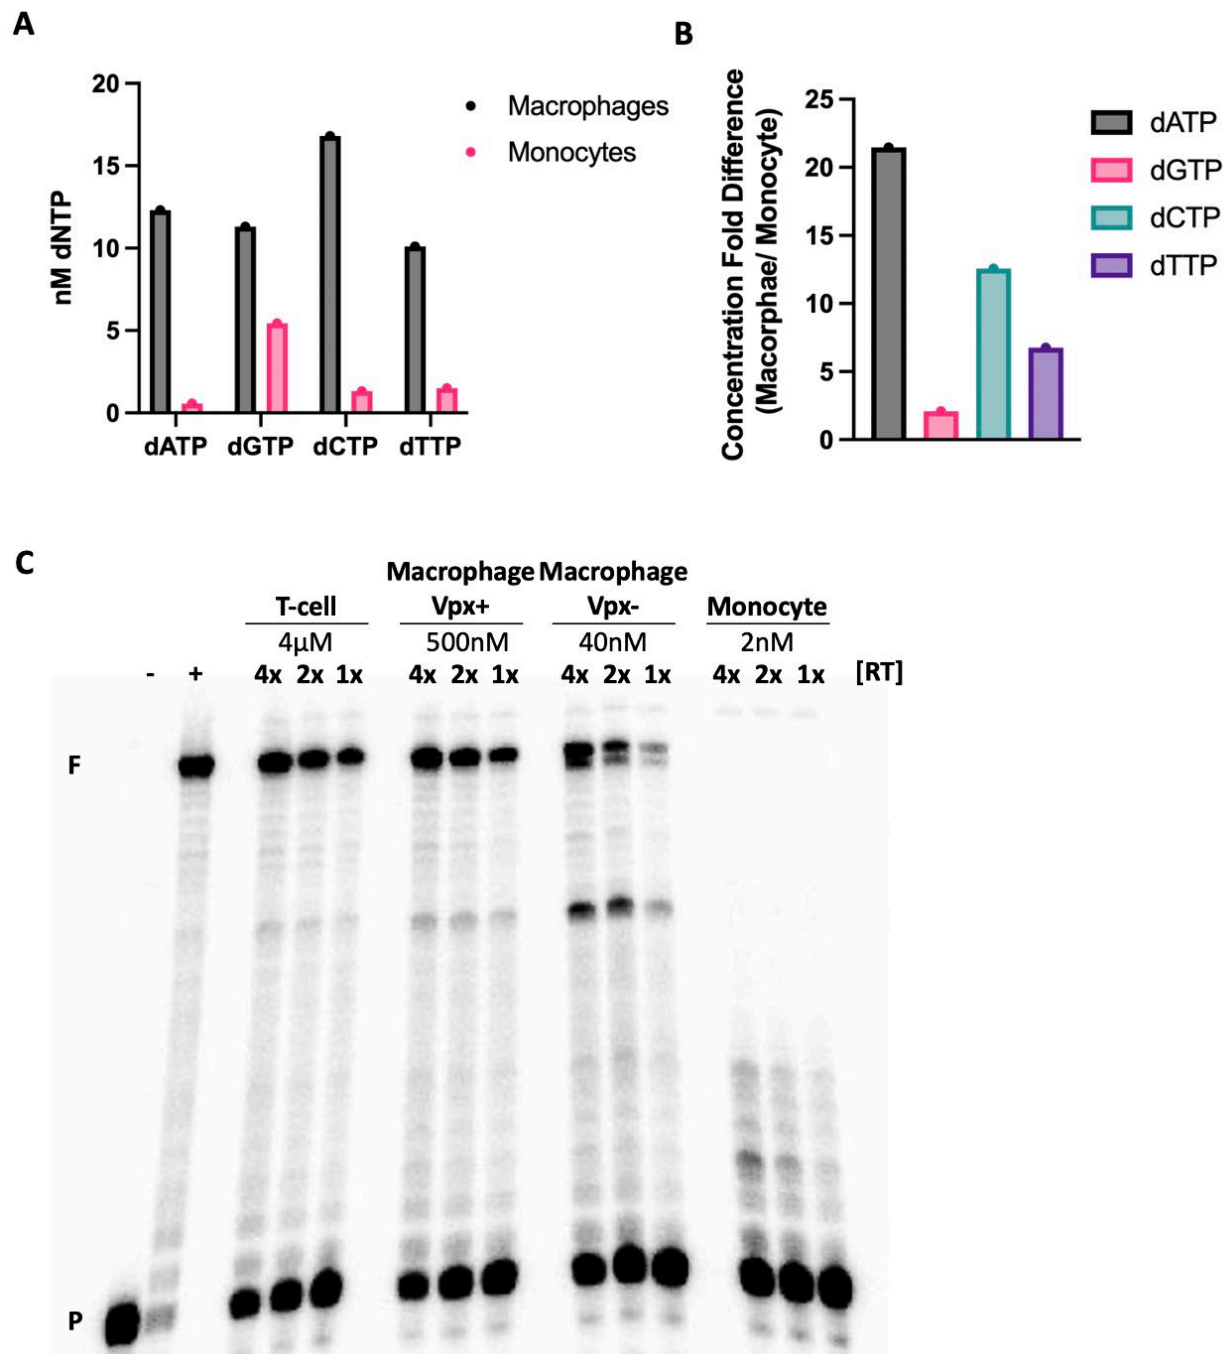 A
20
15
10
5
0
nM dNTP
dATP dGTP dCTP dTTP
Macrophages
Monocytes
B
Concentration Fold Difference
(Macorphae/ Monocyte)
25
20
15
10
5
0
dATP
dGTP
dCTP
dTTP
C
Macrophage Macrophage
T-cell Vpx+ Vpx- Monocyte
4µM 500nM 40nM 2nM
- + 4x 2x 1x 4x 2x 1x 4x 2x 1x 4x 2x 1x [RT]
F
P